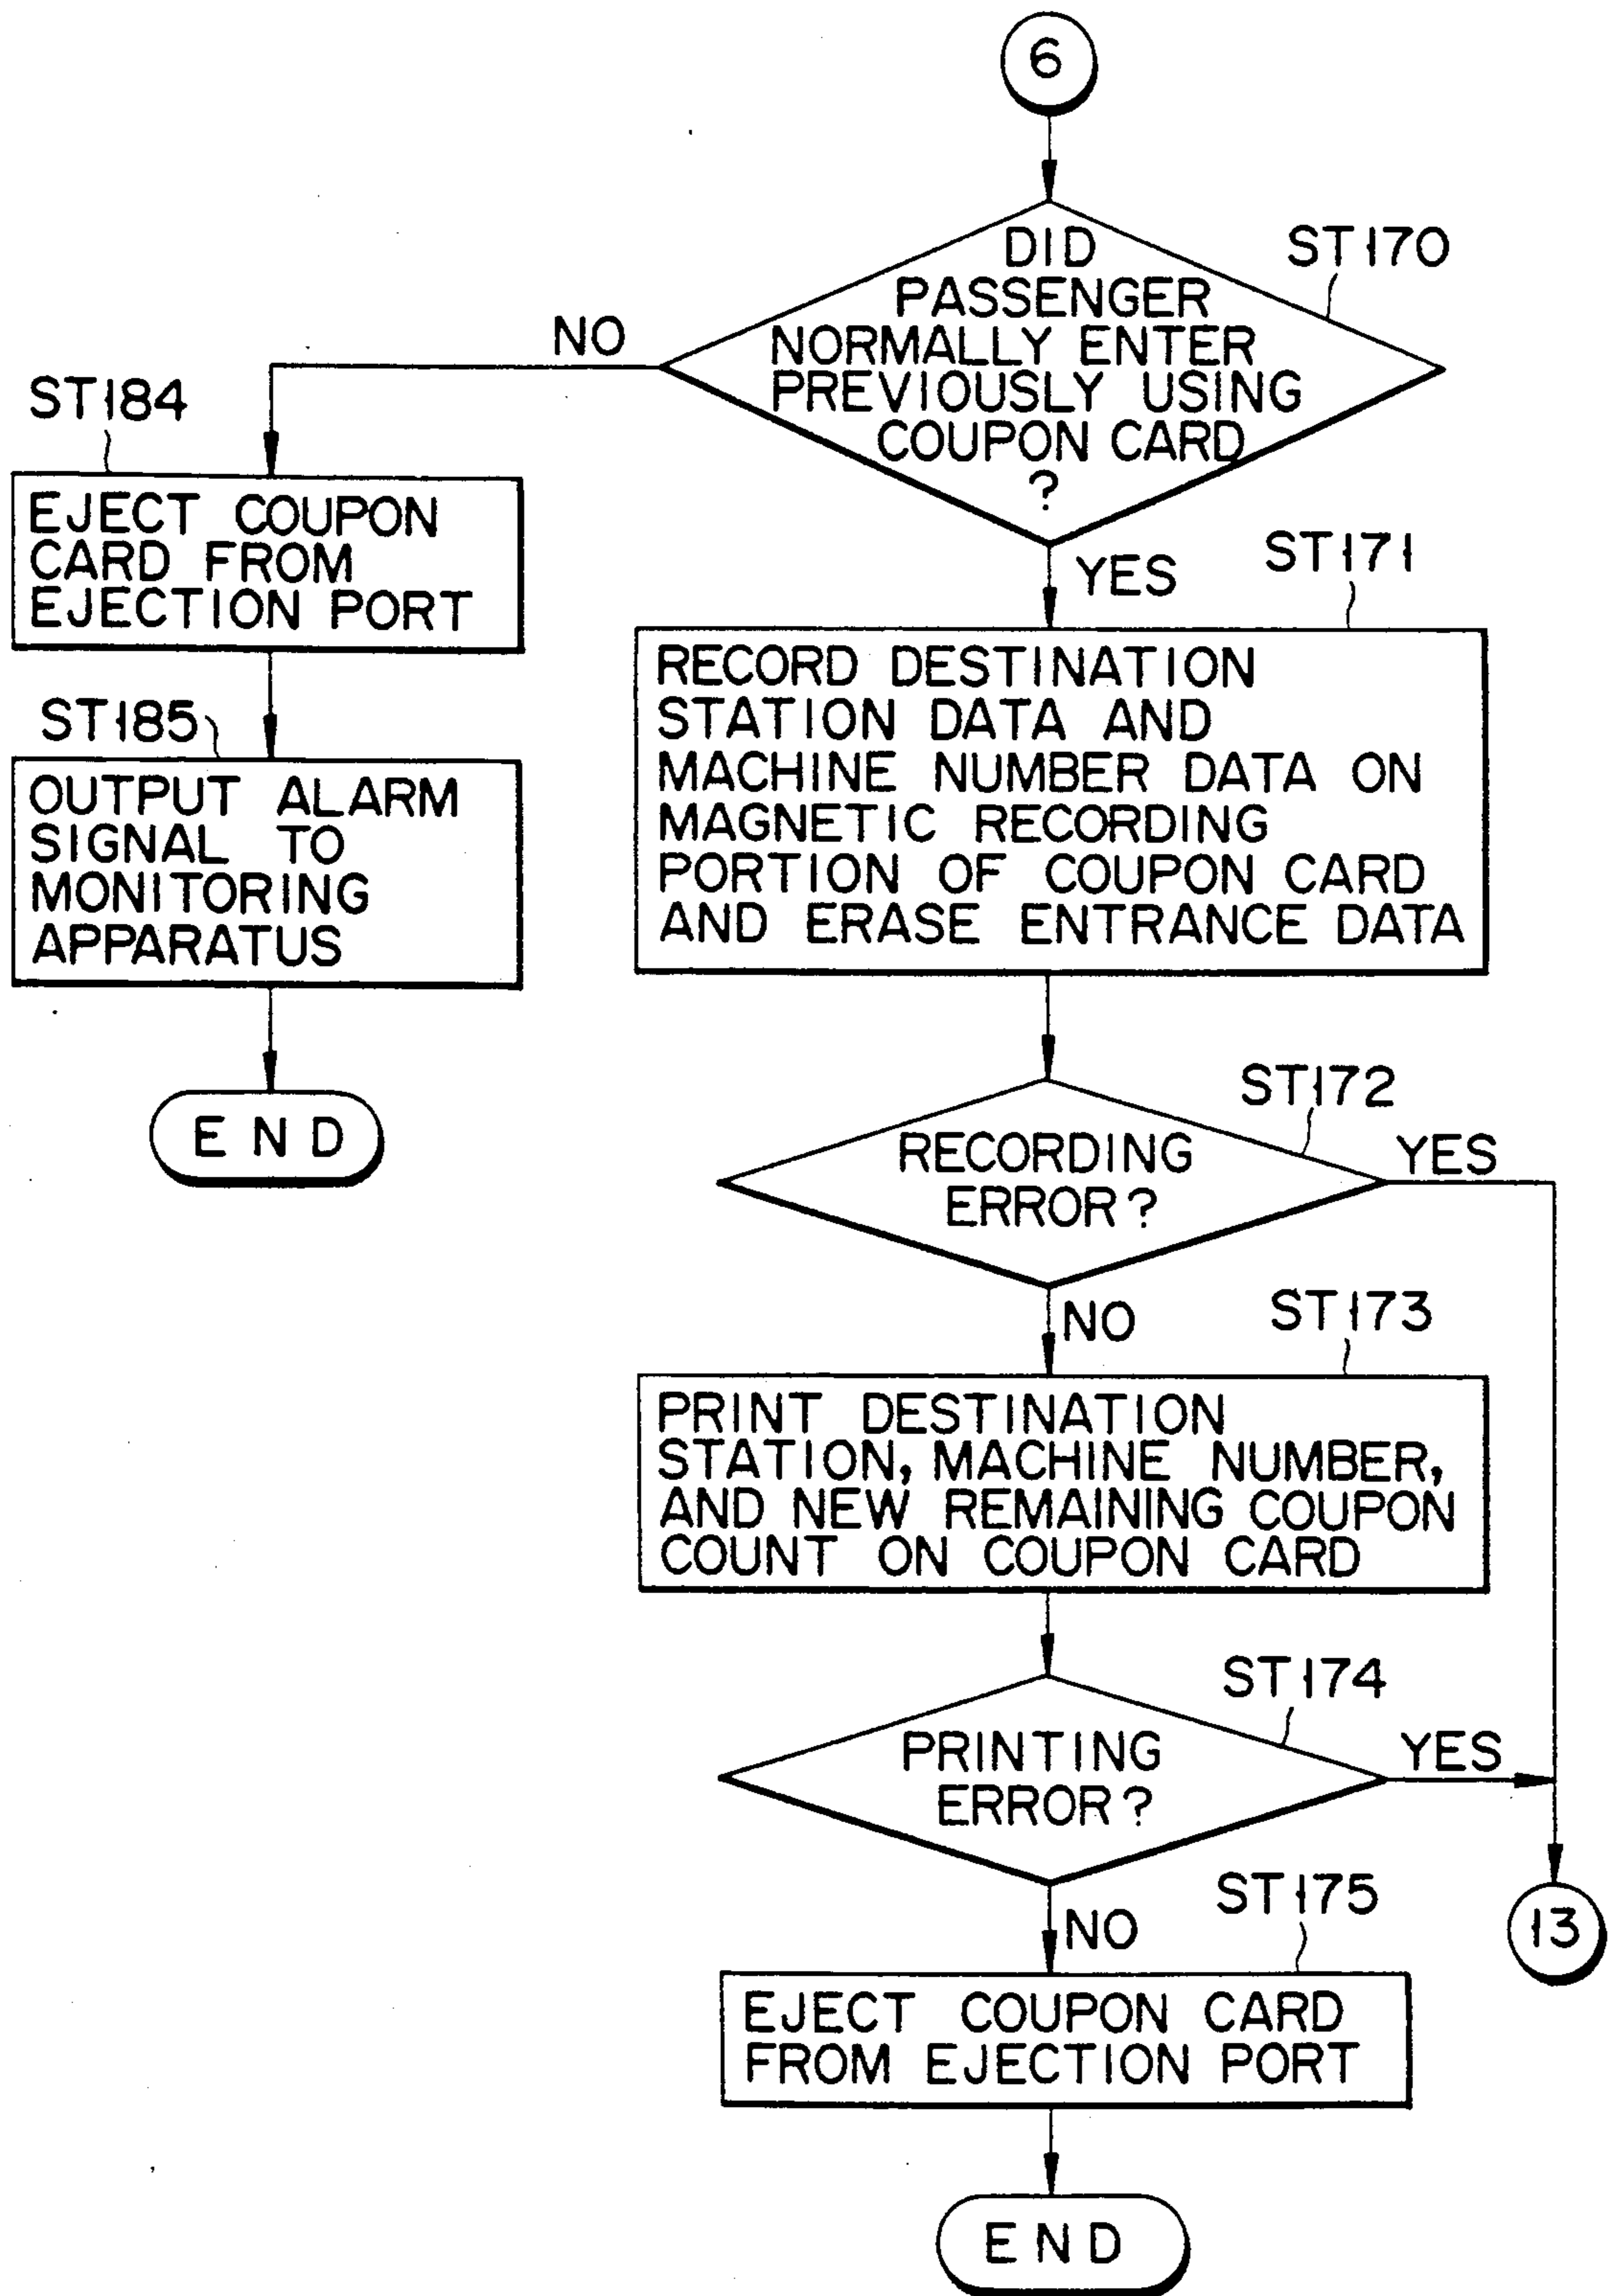 6
DID
PASSENGER
NORMALLY ENTER
PREVIOUSLY USING
COUPON CARD
?
ST170
NO
ST184
EJECT COUPON
CARD FROM
EJECTION PORT
ST185
OUTPUT ALARM
SIGNAL TO
MONITORING
APPARATUS
END
YES
ST171
RECORD DESTINATION
STATION DATA AND
MACHINE NUMBER DATA ON
MAGNETIC RECORDING
PORTION OF COUPON CARD
AND ERASE ENTRANCE DATA
ST172
RECORDING
ERROR?
YES
NO
ST173
PRINT DESTINATION
STATION, MACHINE NUMBER,
AND NEW REMAINING COUPON
COUNT ON COUPON CARD
ST174
PRINTING
ERROR?
YES
13
NO
ST175
EJECT COUPON CARD
FROM EJECTION PORT
END